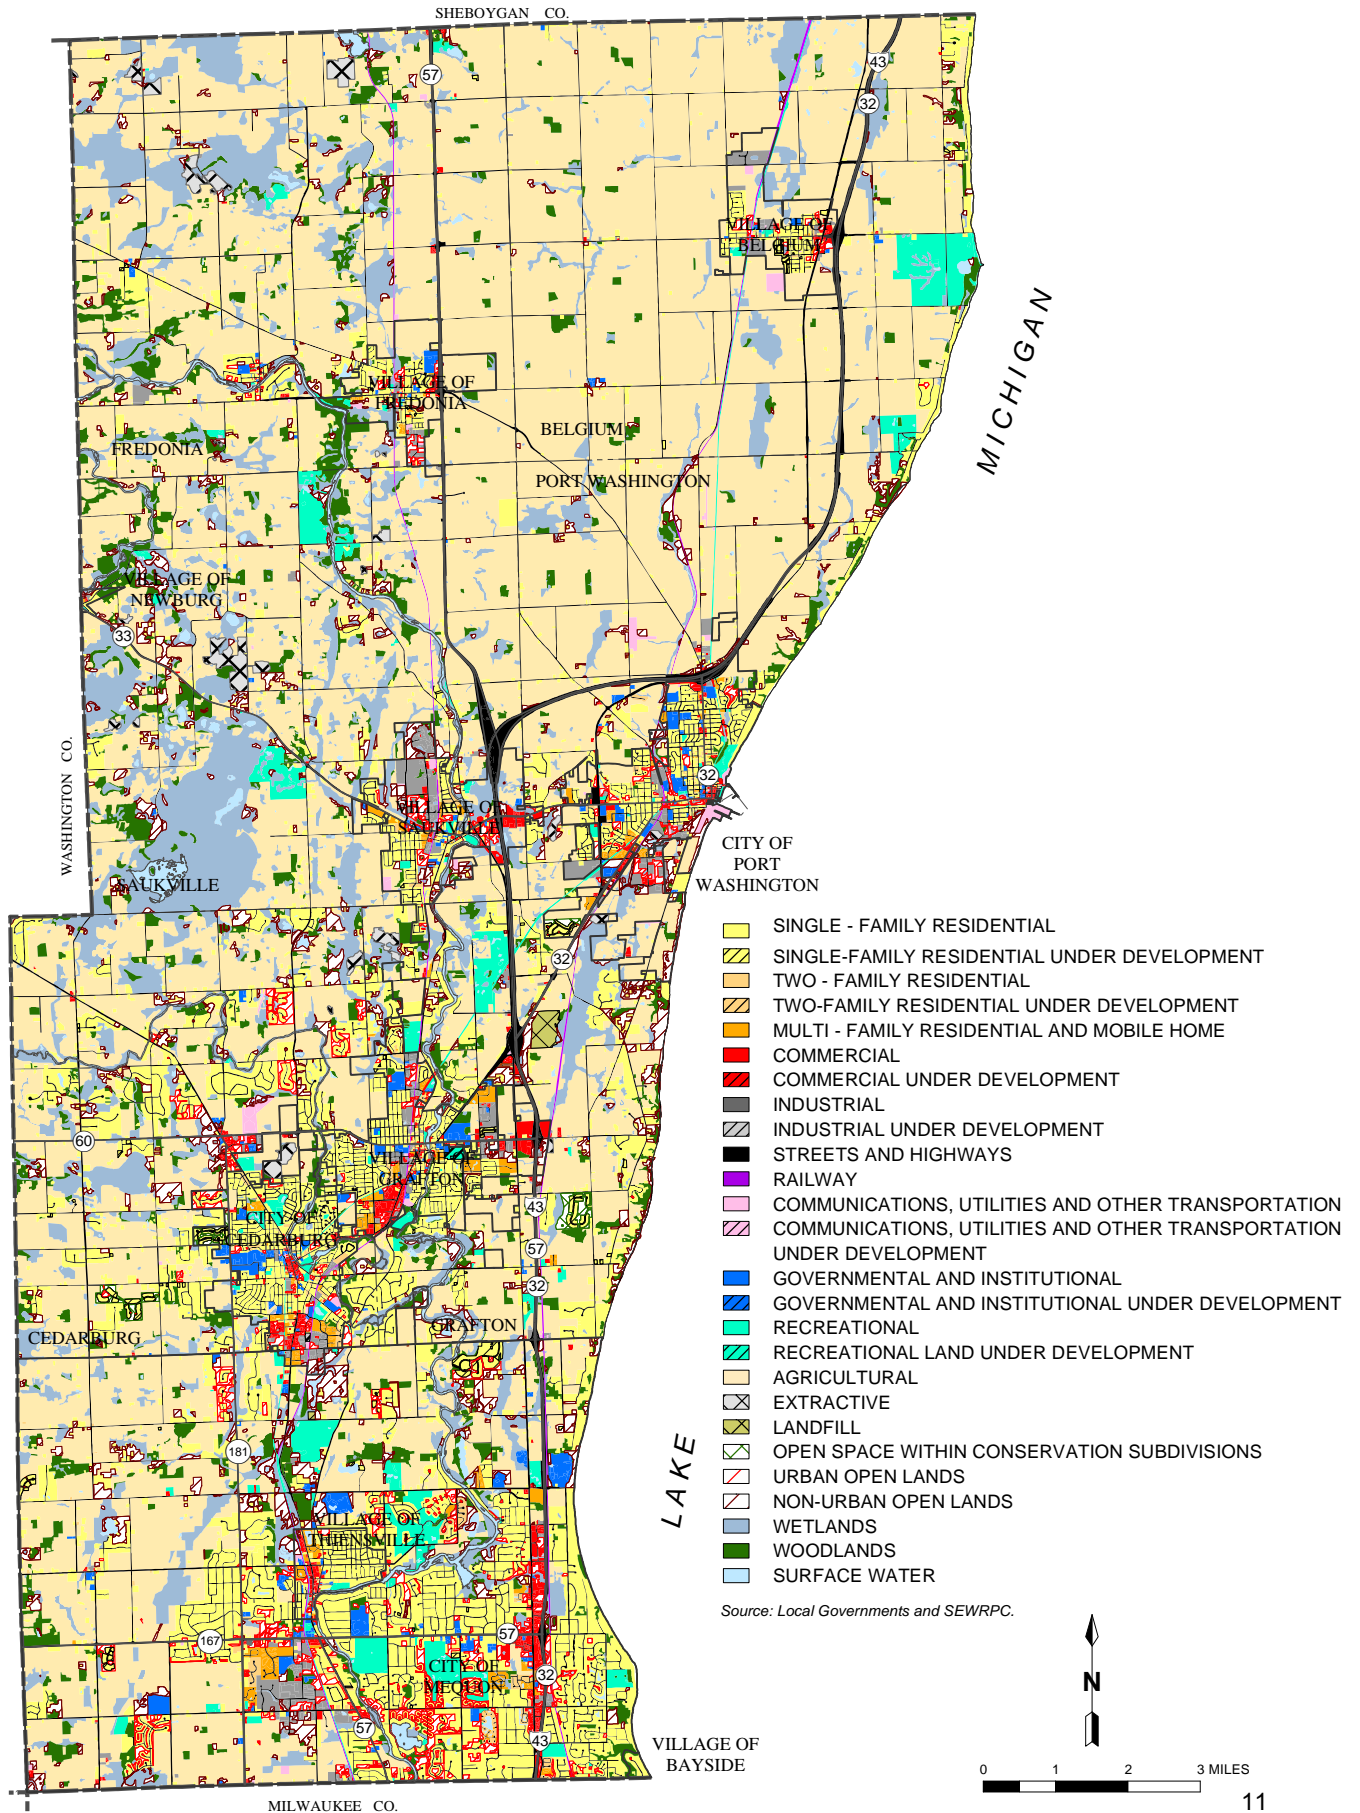 SHEBOYGAN CO.
43
57
32
VILLAGE OF
BELGIUM
MICHIGAN
VILLAGE OF
FREDONIA
BELGIUM
FREDONIA
PORT WASHINGTON
VILLAGE OF
NEWBURG
33
WASHINGTON CO.
32
VILLAGE OF
SAUKVILLE
CITY OF
PORT
WASHINGTON
SAUKVILLE
32
60
VILLAGE OF
GRAFTON
43
CITY OF
CEDARBURG
57
32
CEDARBURG
GRAFTON
181
LAKE
VILLAGE OF
THIENSVILLE
167
57
CITY OF
MEQUON
32
57
43
VILLAGE OF
BAYSIDE
MILWAUKEE CO.
SINGLE - FAMILY RESIDENTIAL
SINGLE-FAMILY RESIDENTIAL UNDER DEVELOPMENT
TWO - FAMILY RESIDENTIAL
TWO-FAMILY RESIDENTIAL UNDER DEVELOPMENT
MULTI - FAMILY RESIDENTIAL AND MOBILE HOME
COMMERCIAL
COMMERCIAL UNDER DEVELOPMENT
INDUSTRIAL
INDUSTRIAL UNDER DEVELOPMENT
STREETS AND HIGHWAYS
RAILWAY
COMMUNICATIONS, UTILITIES AND OTHER TRANSPORTATION
COMMUNICATIONS, UTILITIES AND OTHER TRANSPORTATION
UNDER DEVELOPMENT
GOVERNMENTAL AND INSTITUTIONAL
GOVERNMENTAL AND INSTITUTIONAL UNDER DEVELOPMENT
RECREATIONAL
RECREATIONAL LAND UNDER DEVELOPMENT
AGRICULTURAL
EXTRACTIVE
LANDFILL
OPEN SPACE WITHIN CONSERVATION SUBDIVISIONS
URBAN OPEN LANDS
NON-URBAN OPEN LANDS
WETLANDS
WOODLANDS
SURFACE WATER
Source: Local Governments and SEWRPC.
N
0 1 2 3 MILES
11